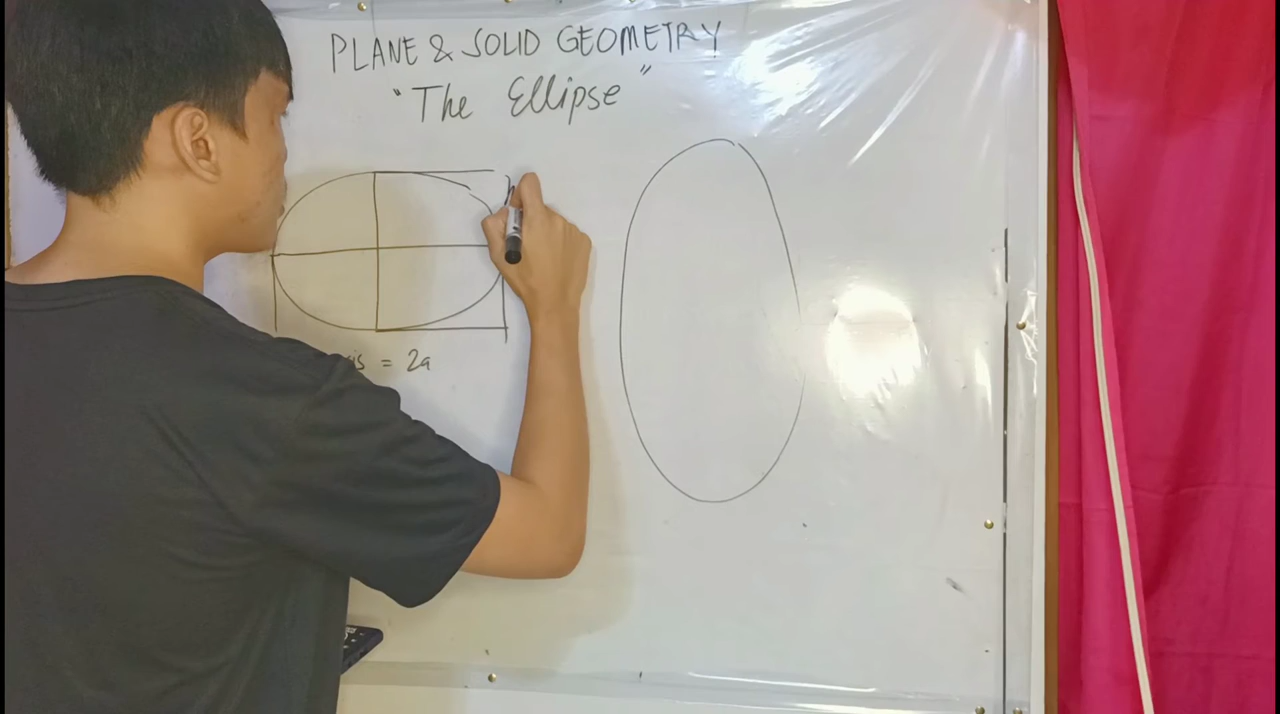 PLANE & SOLID GEOMETRY
"The Ellipse"
= 2a